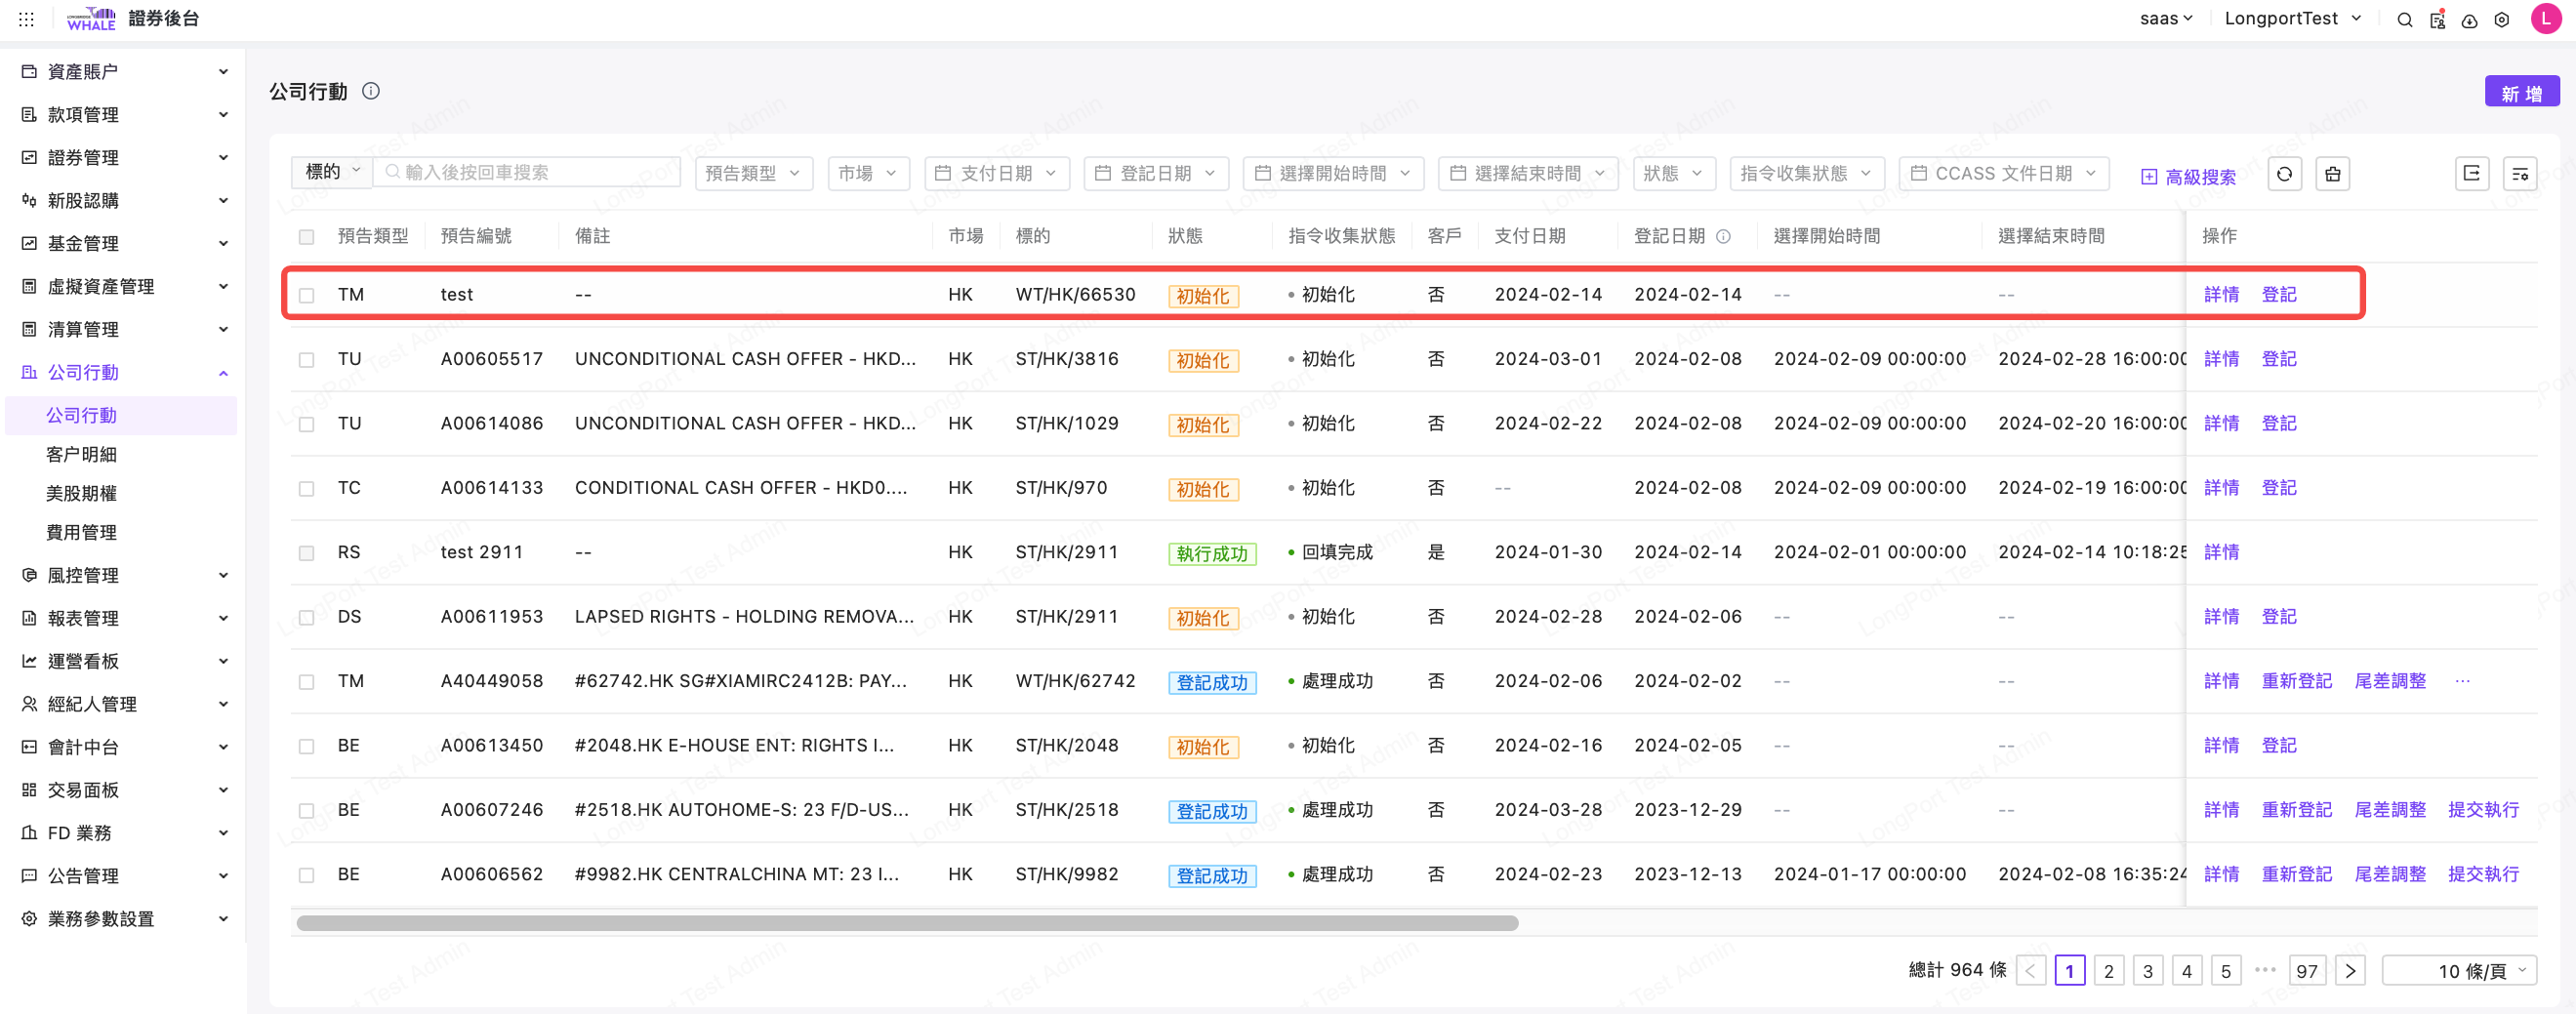 WHALE 證券後台 saas LongportTest L
資產賬户
款項管理
證券管理
新股認購
基金管理
虛擬資產管理
清算管理
公司行動
公司行動
客户明細
美股期權
費用管理
風控管理
報表管理
運營看板
經紀人管理
會計中台
交易面板
FD 業務
公告管理
業務參數設置
公司行動 新 增
標的 輸入後按回車搜索 預告類型 市場 支付日期 登記日期 選擇開始時間 選擇結束時間 狀態 指令收集狀態 CCASS 文件日期 高級搜索
預告類型 預告編號 備註 市場 標的 狀態 指令收集狀態 客戶 支付日期 登記日期 選擇開始時間 選擇結束時間 操作
TM test -- HK WT/HK/66530 初始化 初始化 否 2024-02-14 2024-02-14 -- -- 詳情 登記
TU A00605517 UNCONDITIONAL CASH OFFER - HKD... HK ST/HK/3816 初始化 初始化 否 2024-03-01 2024-02-08 2024-02-09 00:00:00 2024-02-28 16:00:00 詳情 登記
TU A00614086 UNCONDITIONAL CASH OFFER - HKD... HK ST/HK/1029 初始化 初始化 否 2024-02-22 2024-02-08 2024-02-09 00:00:00 2024-02-20 16:00:00 詳情 登記
TC A00614133 CONDITIONAL CASH OFFER - HKD0.... HK ST/HK/970 初始化 初始化 否 -- 2024-02-08 2024-02-09 00:00:00 2024-02-19 16:00:00 詳情 登記
RS test 2911 -- HK ST/HK/2911 執行成功 回填完成 是 2024-01-30 2024-02-14 2024-02-01 00:00:00 2024-02-14 10:18:25 詳情
DS A00611953 LAPSED RIGHTS - HOLDING REMOVA... HK ST/HK/2911 初始化 初始化 否 2024-02-28 2024-02-06 -- -- 詳情 登記
TM A40449058 #62742.HK SG#XIAMIRC2412B: PAY... HK WT/HK/62742 登記成功 處理成功 否 2024-02-06 2024-02-02 -- -- 詳情 重新登記 尾差調整 ...
BE A00613450 #2048.HK E-HOUSE ENT: RIGHTS I... HK ST/HK/2048 初始化 初始化 否 2024-02-16 2024-02-05 -- -- 詳情 登記
BE A00607246 #2518.HK AUTOHOME-S: 23 F/D-US... HK ST/HK/2518 登記成功 處理成功 否 2024-03-28 2023-12-29 -- -- 詳情 重新登記 尾差調整 提交執行
BE A00606562 #9982.HK CENTRALCHINA MT: 23 I... HK ST/HK/9982 登記成功 處理成功 否 2024-02-23 2023-12-13 2024-01-17 00:00:00 2024-02-08 16:35:24 詳情 重新登記 尾差調整 提交執行
總計 964 條 1 2 3 4 5 ••• 97 10 條/頁
LongPort Test Admin